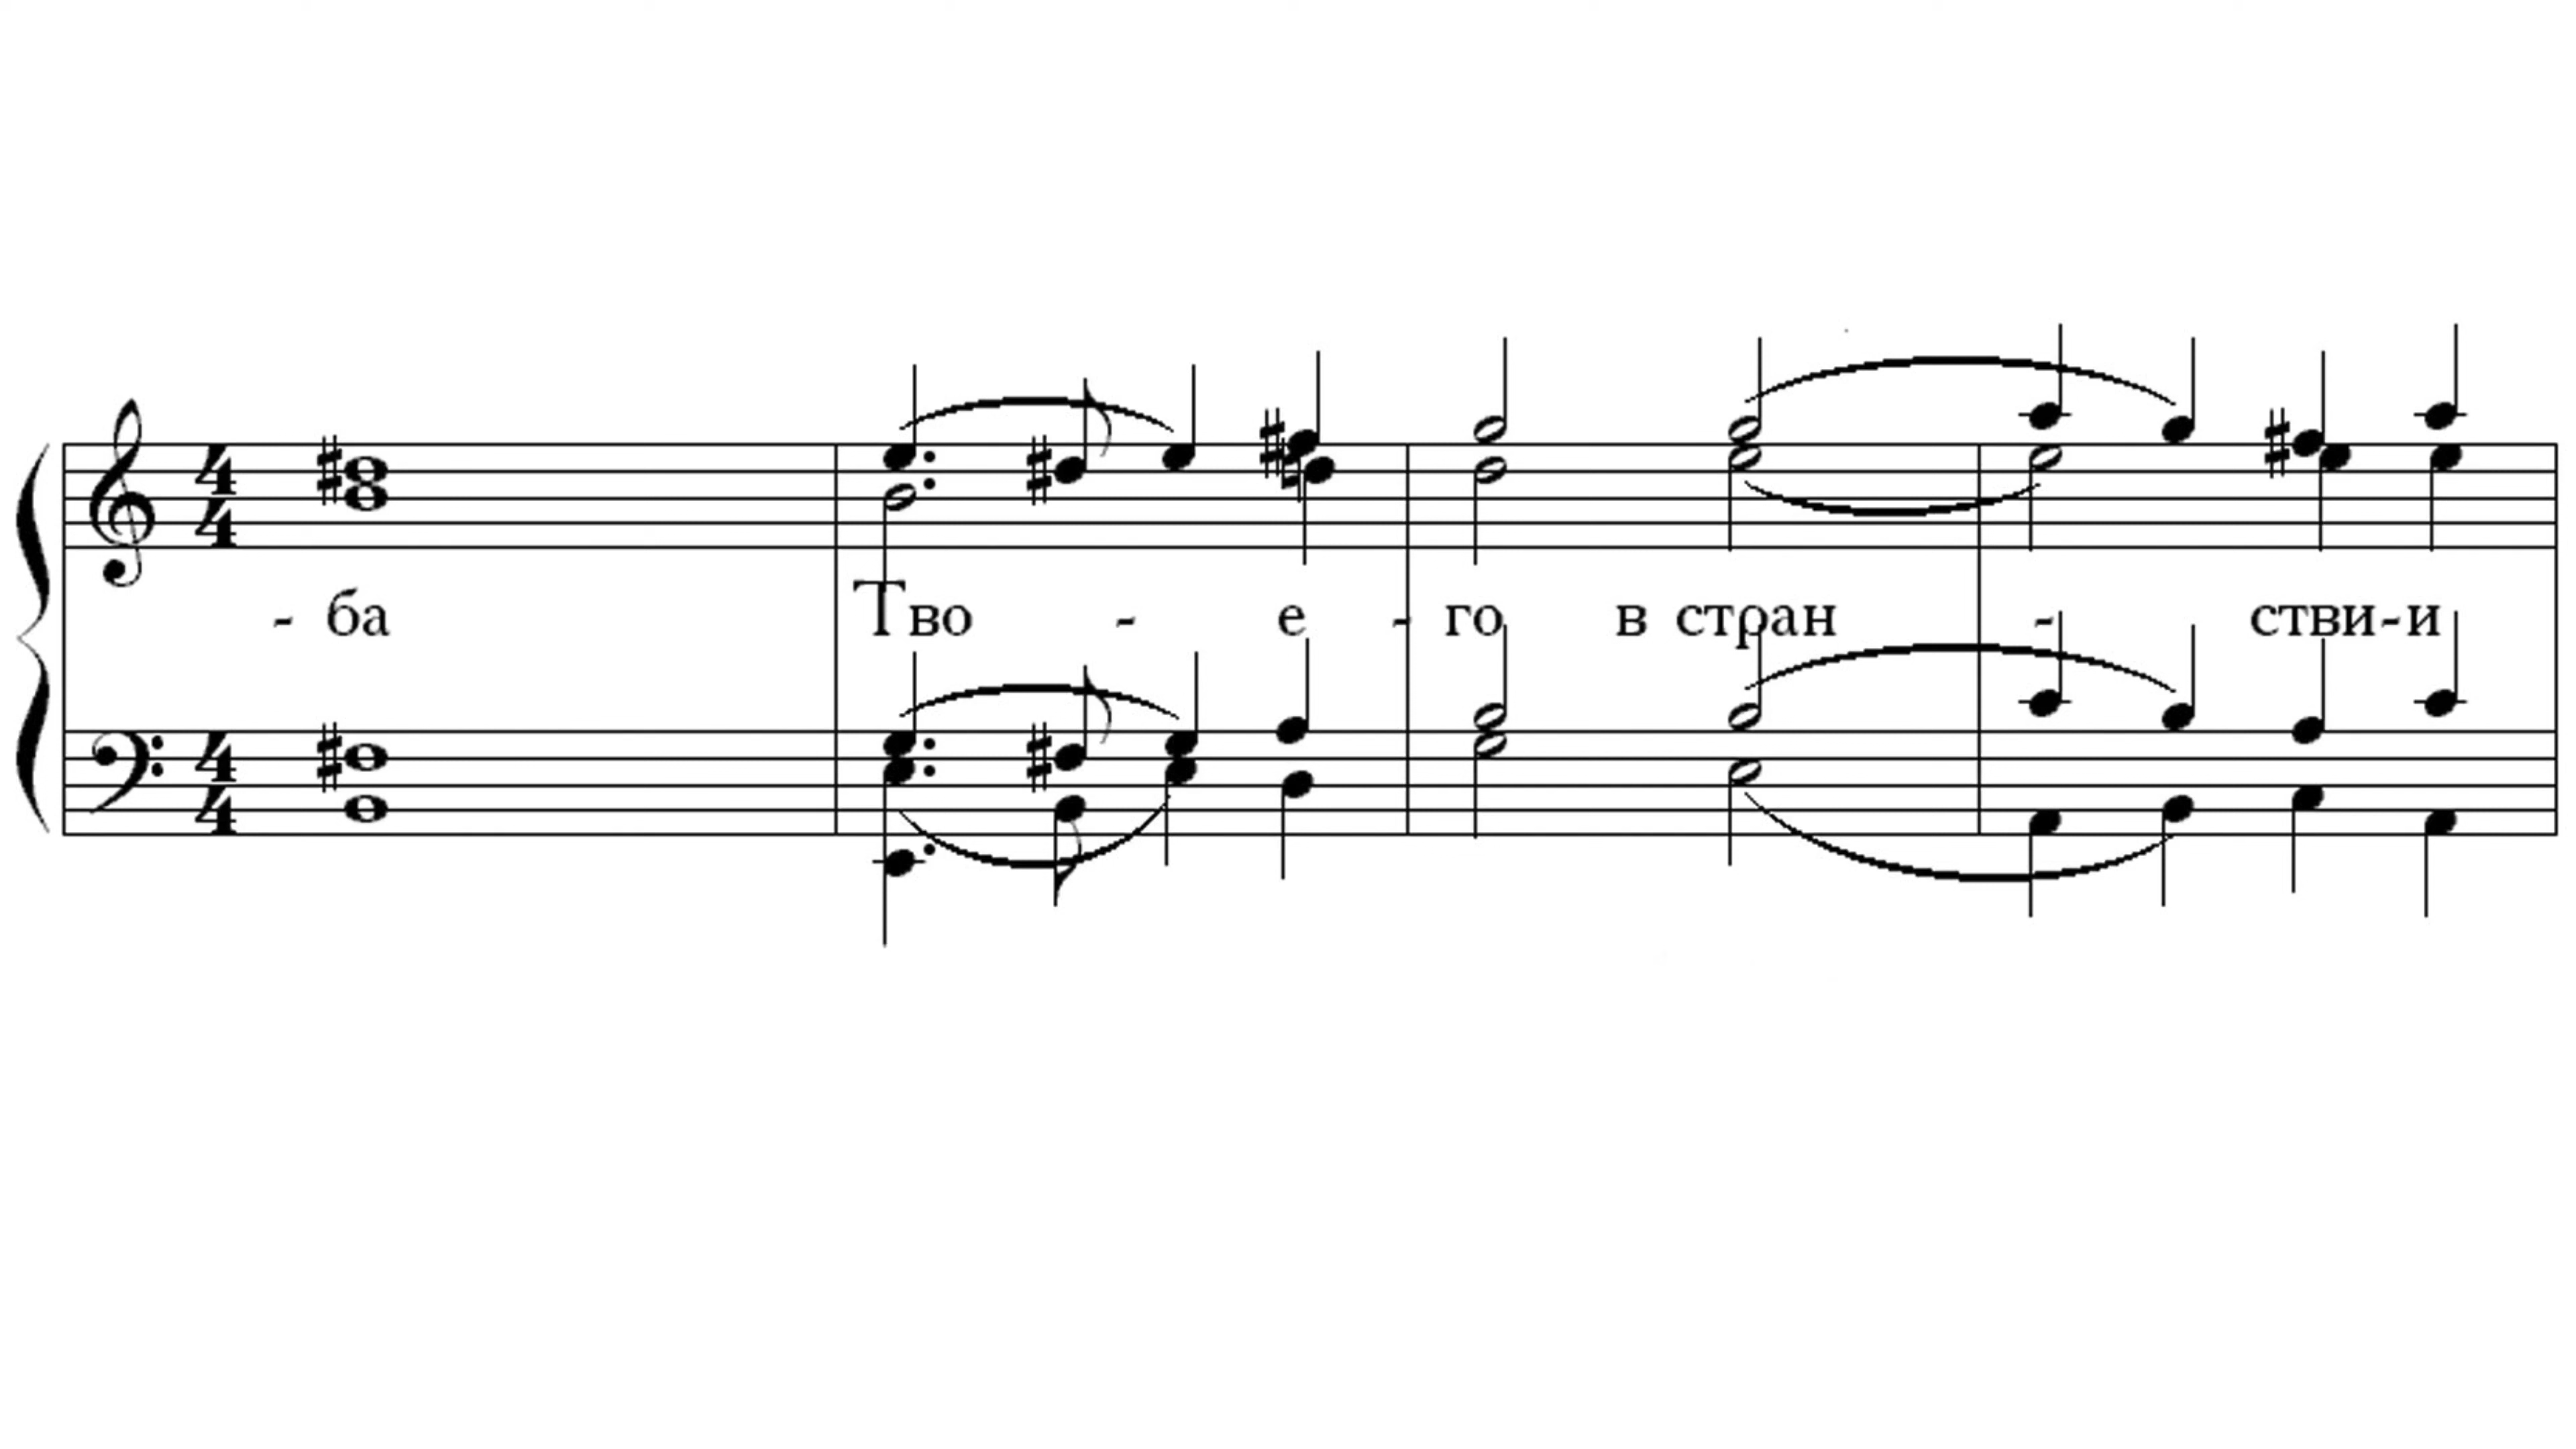 - ба Тво - е - го в стран - стви-и